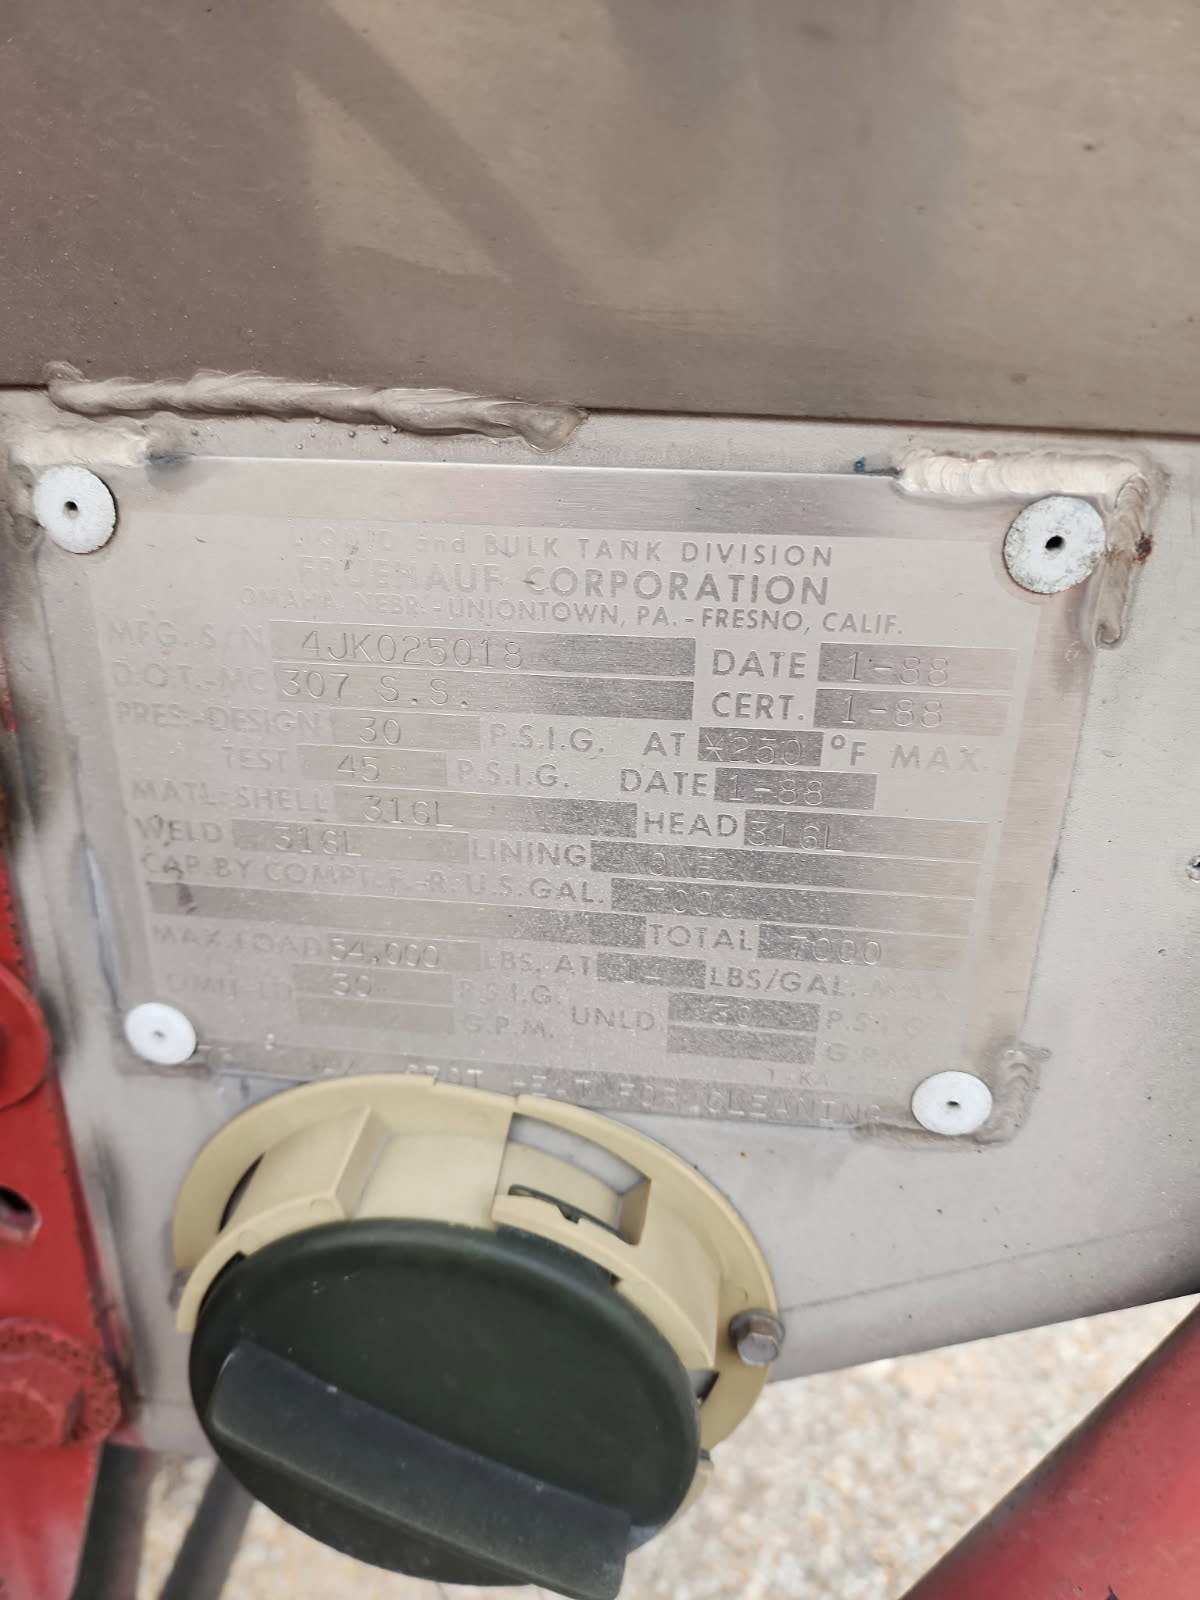 LIQUID and BULK TANK DIVISION
FRUEHAUF CORPORATION
OMAHA, NEBR. - UNIONTOWN, PA. - FRESNO, CALIF.
MFG. S/N 4JK025018 DATE 1-88
D.O.T.-MC 307 S.S. CERT. 1-88
PRES.-DESIGN 30 P.S.I.G. AT *250 °F MAX.
TEST 45 P.S.I.G. DATE 1-88
MATL-SHELL 316L HEAD 316L
WELD 316L LINING NONE
CAP. BY COMPT. F.-R. U.S. GAL. 7000
TOTAL 7000
MAX. LOAD 54,000 LBS. AT LBS/GAL. MAX.
30 P.S.I.G. UNLD. 30 P.S.I.G.
G.P.M.
FOR CLEANING